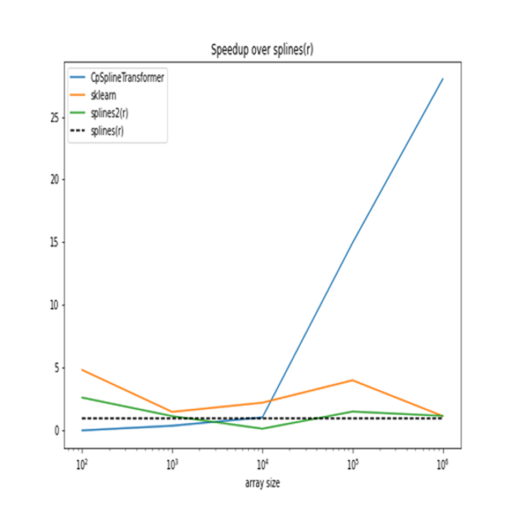 Speedup over splines(r)
CpSplineTransformer
sklearn
splines2(r)
splines(r)
25
20
15
10
5
0
10²
10³
10⁴
10⁵
10⁶
array size